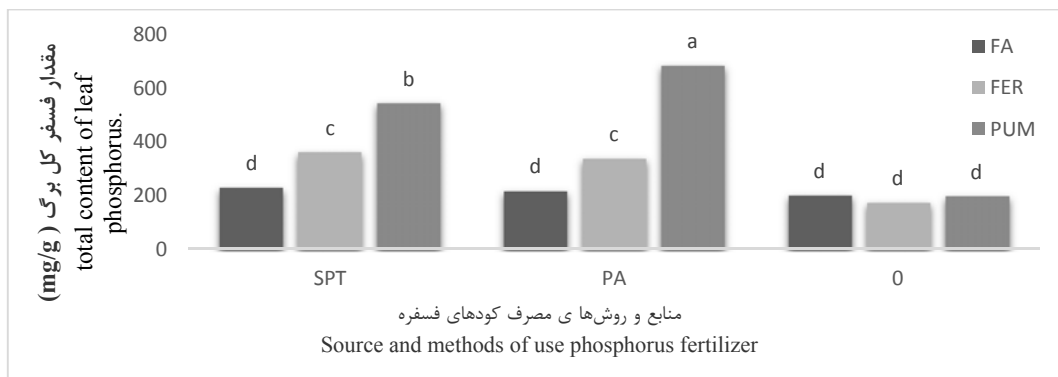 مقدار فسفر کل برگ ( mg/g)
total content of leaf
phosphorus.
800
600
400
200
0
d
c
b
d
c
a
d
d
d
FA
FER
PUM
SPT
PA
0
منابع و روش‌ها ی مصرف کودهای فسفره
Source and methods of use phosphorus fertilizer